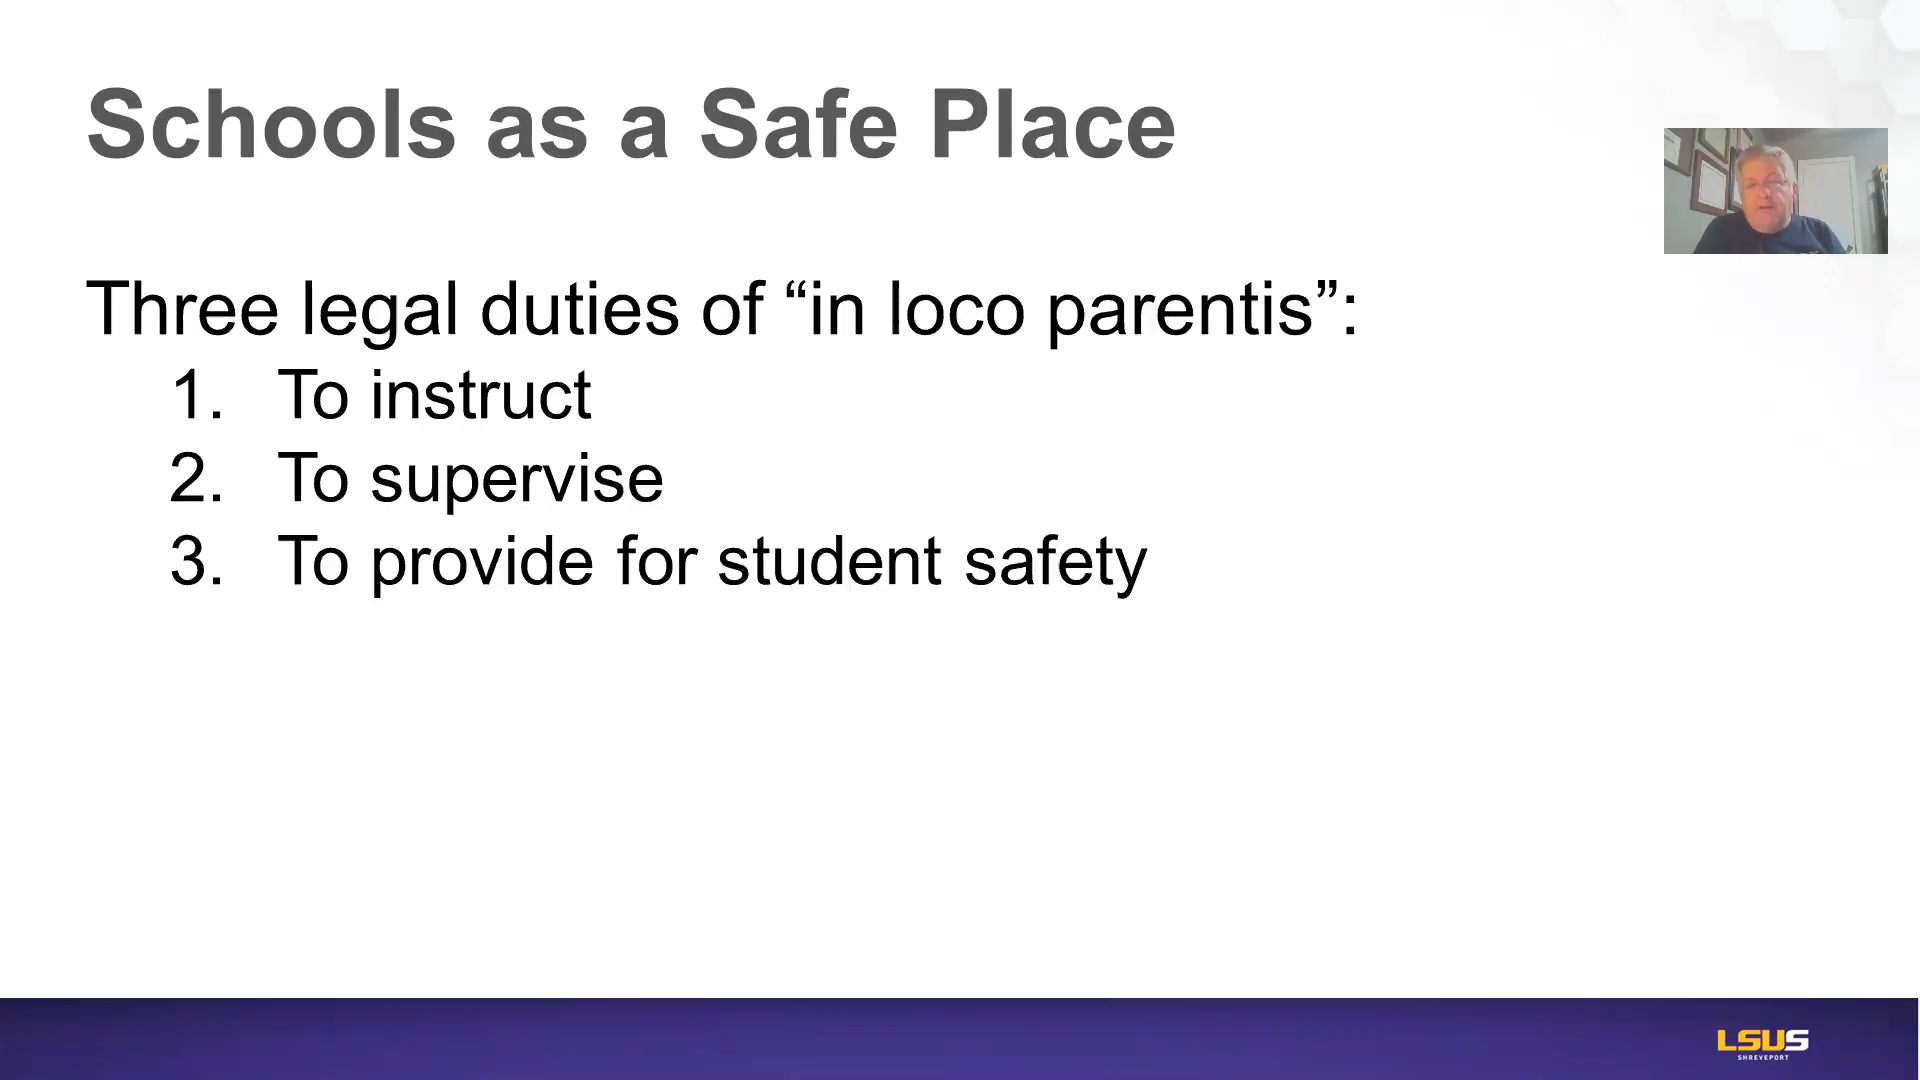 Schools as a Safe Place
Three legal duties of “in loco parentis”:
1. To instruct
2. To supervise
3. To provide for student safety
LSUS
SHREVEPORT